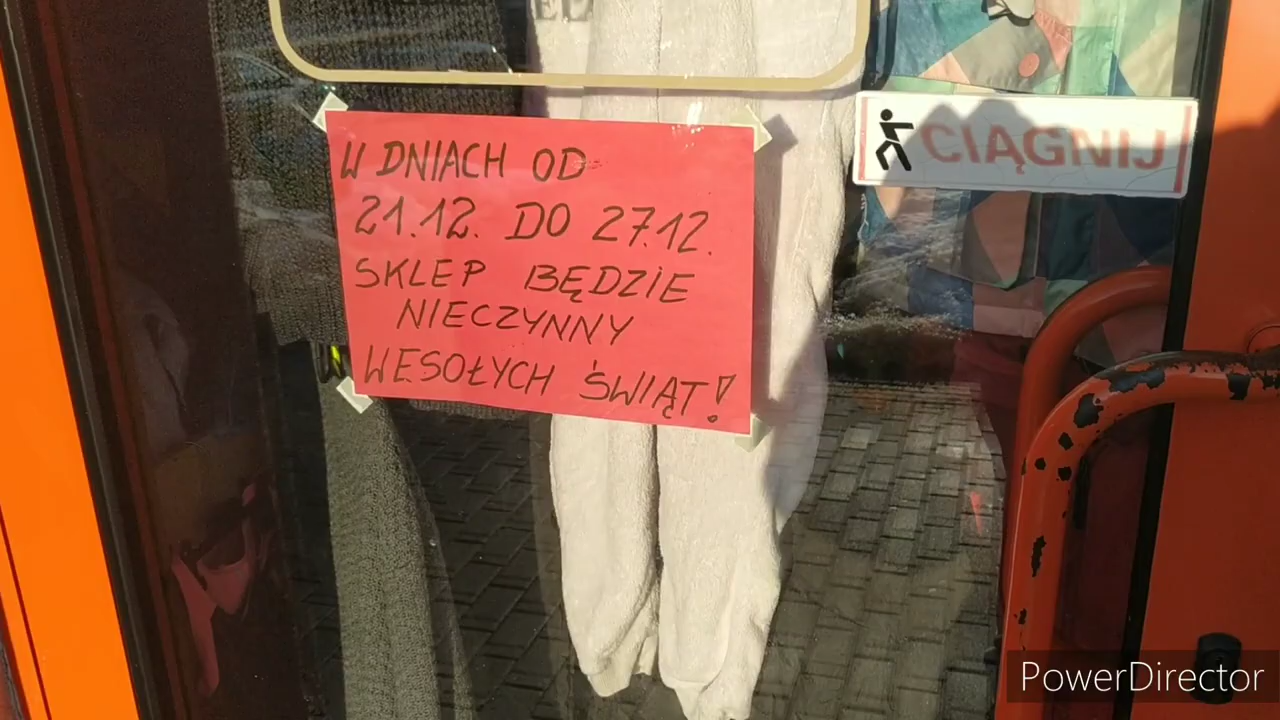 W DNIACH OD
21.12. DO 27.12.
SKLEP BĘDZIE
NIECZYNNY
WESOŁYCH ŚWIĄT!
CIĄGNIJ
PowerDirector